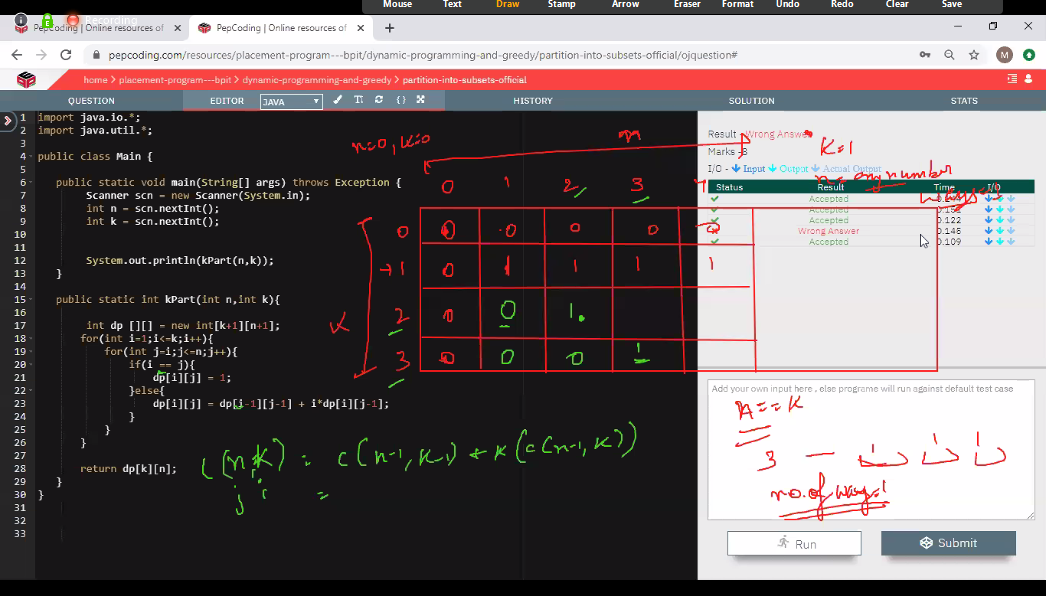 Mouse Text Draw Stamp Arrow Eraser Format Undo Redo Clear Save
Recording
PepCoding | Online resources of × PepCoding | Online resources of × +
pepcoding.com/resources/placement-program---bpit/dynamic-programming-and-greedy/partition-into-subsets-official/ojquestion#
M
home › placement-program---bpit › dynamic-programming-and-greedy › partition-into-subsets-official
QUESTION EDITOR JAVA HISTORY SOLUTION STATS
1 import java.io.*;
2 import java.util.*;
3
4 public class Main {
5
6 public static void main(String[] args) throws Exception {
7 Scanner scn = new Scanner(System.in);
8 int n = scn.nextInt();
9 int k = scn.nextInt();
10
11
12 System.out.println(kPart(n,k));
13 }
14
15 public static int kPart(int n,int k){
16
17 int dp [][] = new int[k+1][n+1];
18 for(int i=1;i<=k;i++){
19 for(int j=i;j<=n;j++){
20 if(i == j){
21 dp[i][j] = 1;
22 }else{
23 dp[i][j] = dp[i-1][j-1] + i*dp[i][j-1];
24 }
25 }
26 }
27
28 return dp[k][n];
29 }
30 }
31
32
33
n=0, k=0
n
0 1 2 3
0 0 0 0 0 0
1 0 1 1 1 1
2 0 0 1
3 0 0 0 1
K
C(n,k) = C(n-1, k-1) + k(C(n-1, k))
j i =
Result - Wrong Answer
Marks -8
I/O - Input Output Actual Output
Status Result Time I/O
Accepted
Accepted
Accepted 0.122
Wrong Answer 0.146
Accepted 0.109
K=1
n= any number
Add your own input here , else programe will run against default test case
n==K
3 — 1 1 1
no. of ways=1
Run Submit